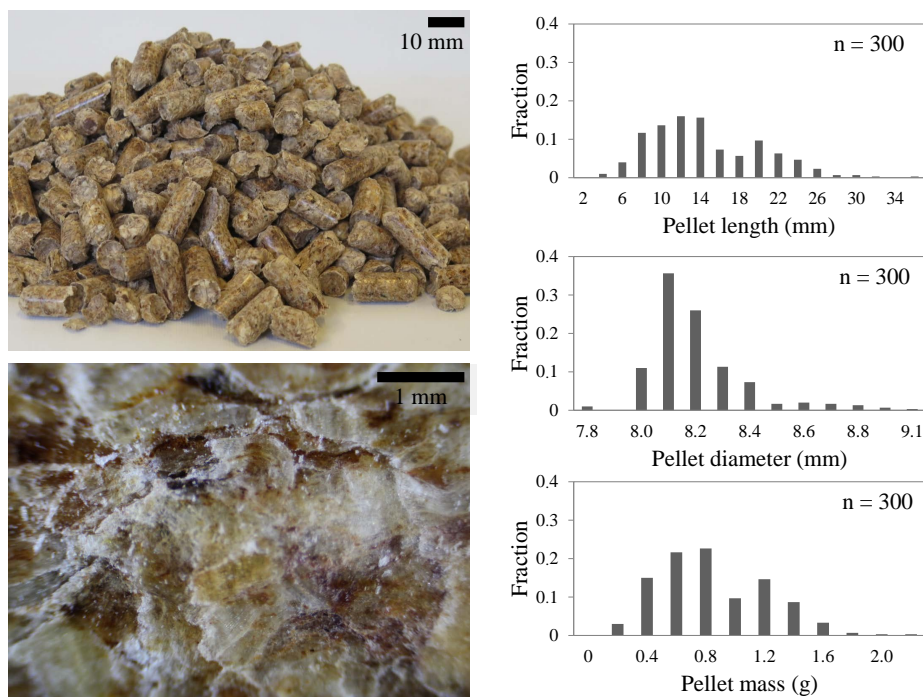 10 mm
1 mm
0.4
0.3
0.2
0.1
0
Fraction
n = 300
2 6 10 14 18 22 26 30 34
Pellet length (mm)
0.4
0.3
0.2
0.1
0
Fraction
n = 300
7.8 8.0 8.2 8.4 8.6 8.8 9.1
Pellet diameter (mm)
0.4
0.3
0.2
0.1
0
Fraction
n = 300
0 0.4 0.8 1.2 1.6 2.0
Pellet mass (g)